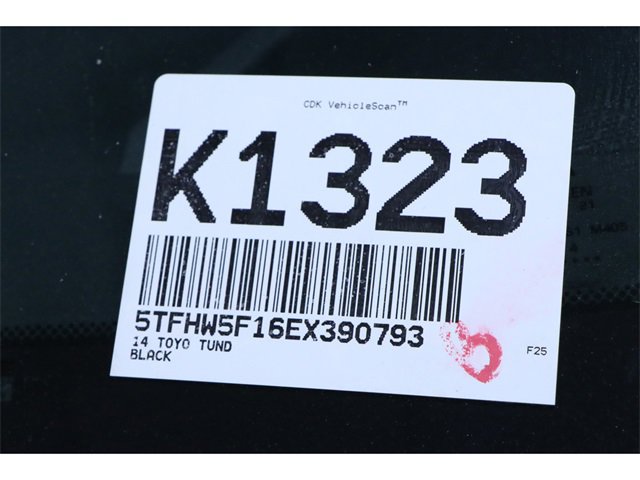 CDK VehicleScan™
K1323
5TFHW5F16EX390793
14 TOYO TUND
BLACK
F25